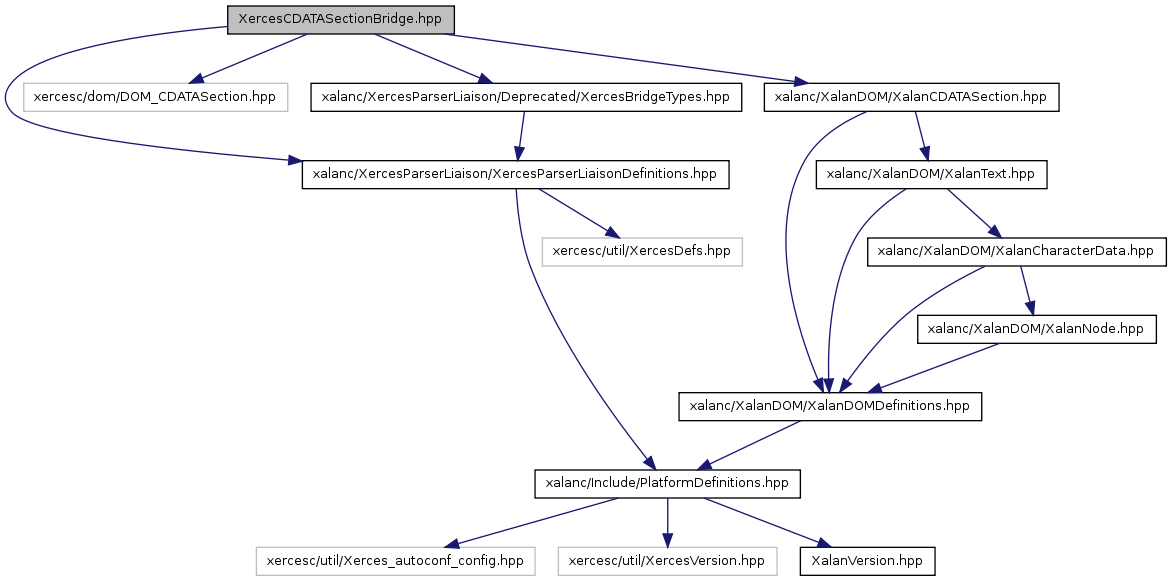 XercesCDATASectionBridge.hpp
xercesc/dom/DOM_CDATASection.hpp
xalanc/XercesParserLiaison/Deprecated/XercesBridgeTypes.hpp
xalanc/XalanDOM/XalanCDATASection.hpp
xalanc/XercesParserLiaison/XercesParserLiaisonDefinitions.hpp
xalanc/XalanDOM/XalanText.hpp
xercesc/util/XercesDefs.hpp
xalanc/XalanDOM/XalanCharacterData.hpp
xalanc/XalanDOM/XalanNode.hpp
xalanc/XalanDOM/XalanDOMDefinitions.hpp
xalanc/Include/PlatformDefinitions.hpp
xercesc/util/Xerces_autoconf_config.hpp
xercesc/util/XercesVersion.hpp
XalanVersion.hpp